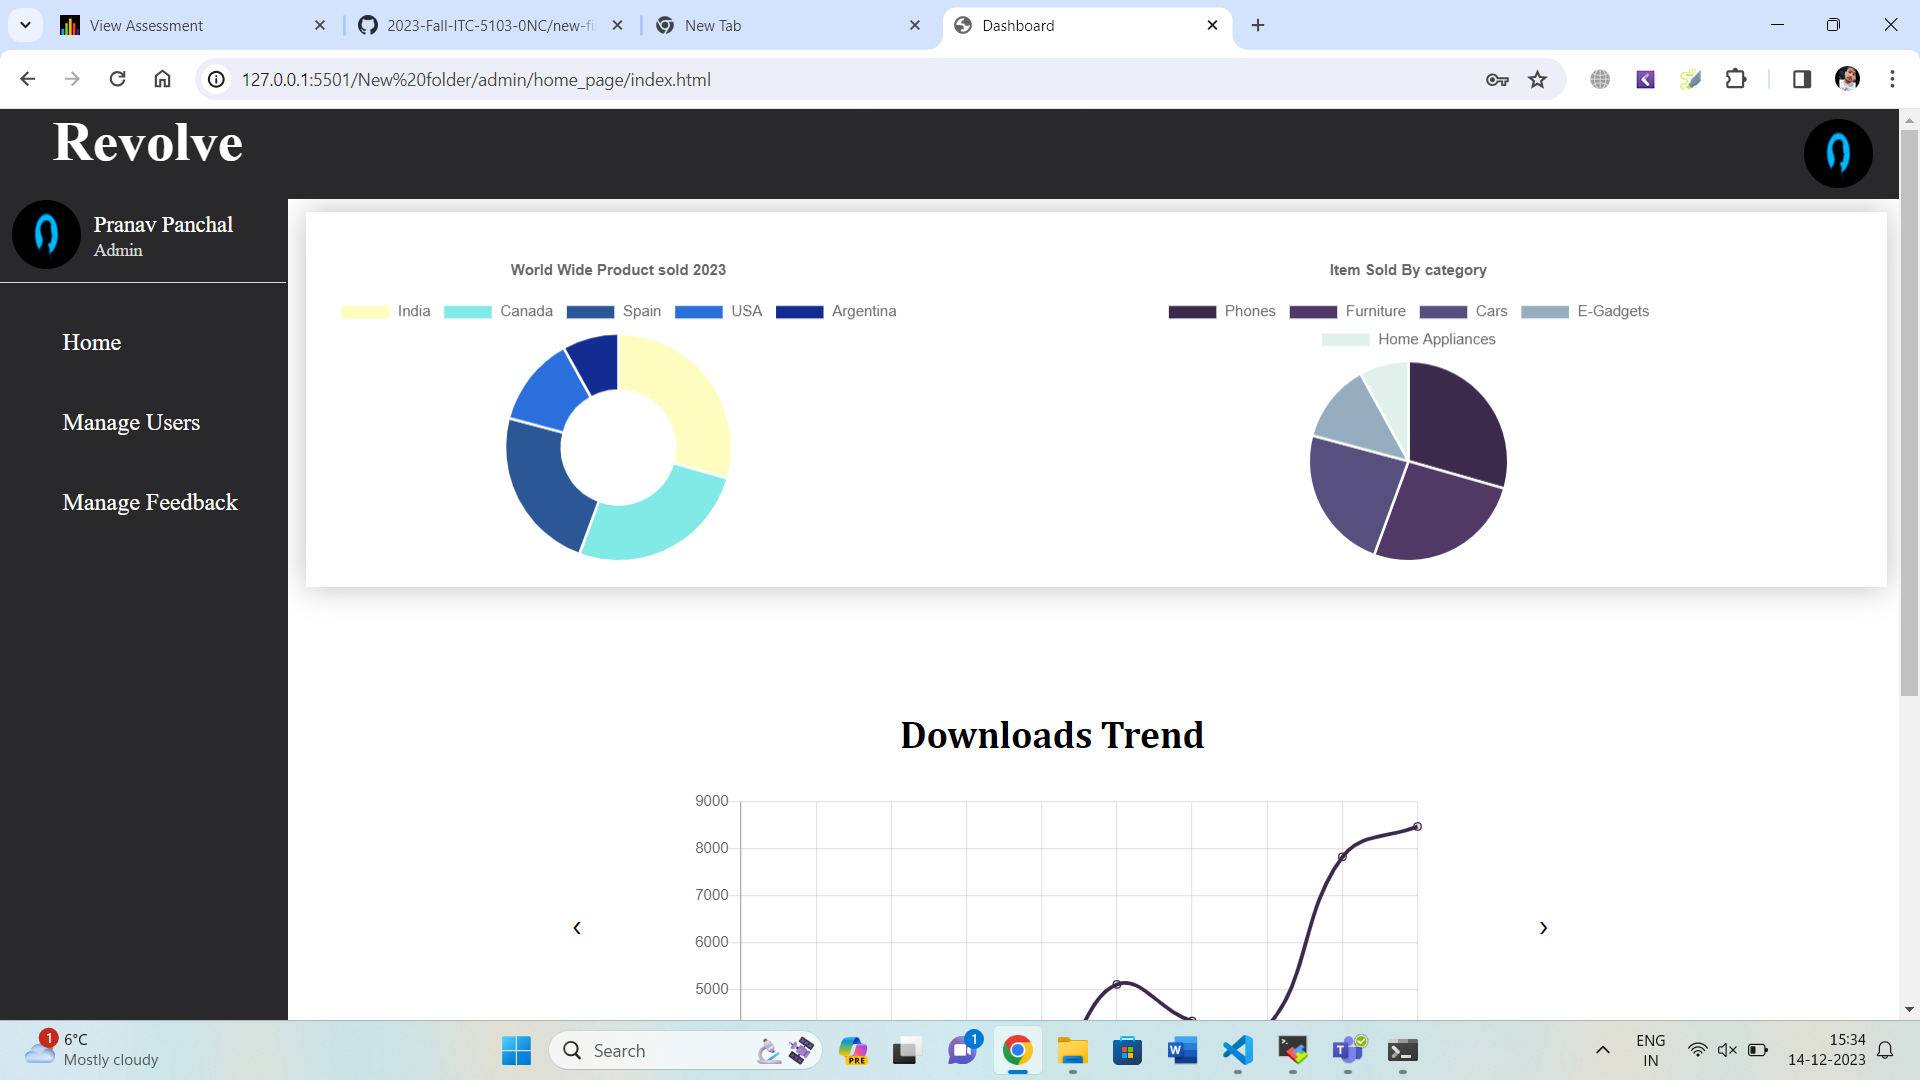 View Assessment
2023-Fall-ITC-5103-0NC/new-fi
New Tab
Dashboard
127.0.0.1:5501/New%20folder/admin/home_page/index.html
Revolve
Pranav Panchal
Admin
Home
Manage Users
Manage Feedback
World Wide Product sold 2023
India Canada Spain USA Argentina
Item Sold By category
Phones Furniture Cars E-Gadgets
Home Appliances
Downloads Trend
9000
8000
7000
6000
5000
‹
›
1
6°C
Mostly cloudy
Search
PRE
1
W
ENG
IN
15:34
14-12-2023